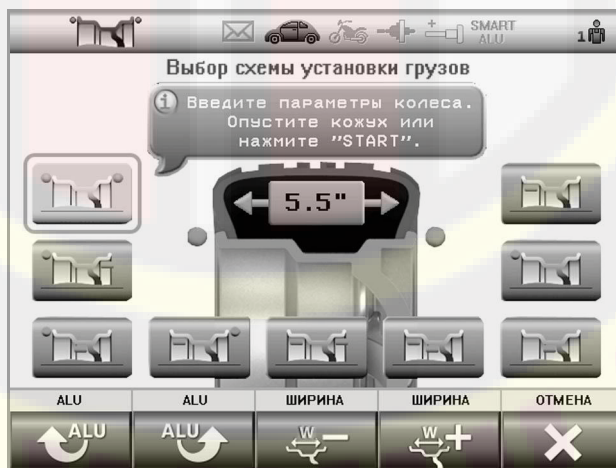 SMART
ALU
1
Выбор схемы установки грузов
i Введите параметры колеса.
Опустите кожух или
нажмите "START".
5.5"
ALU ALU ШИРИНА ШИРИНА ОТМЕНА
ALU ALU W W